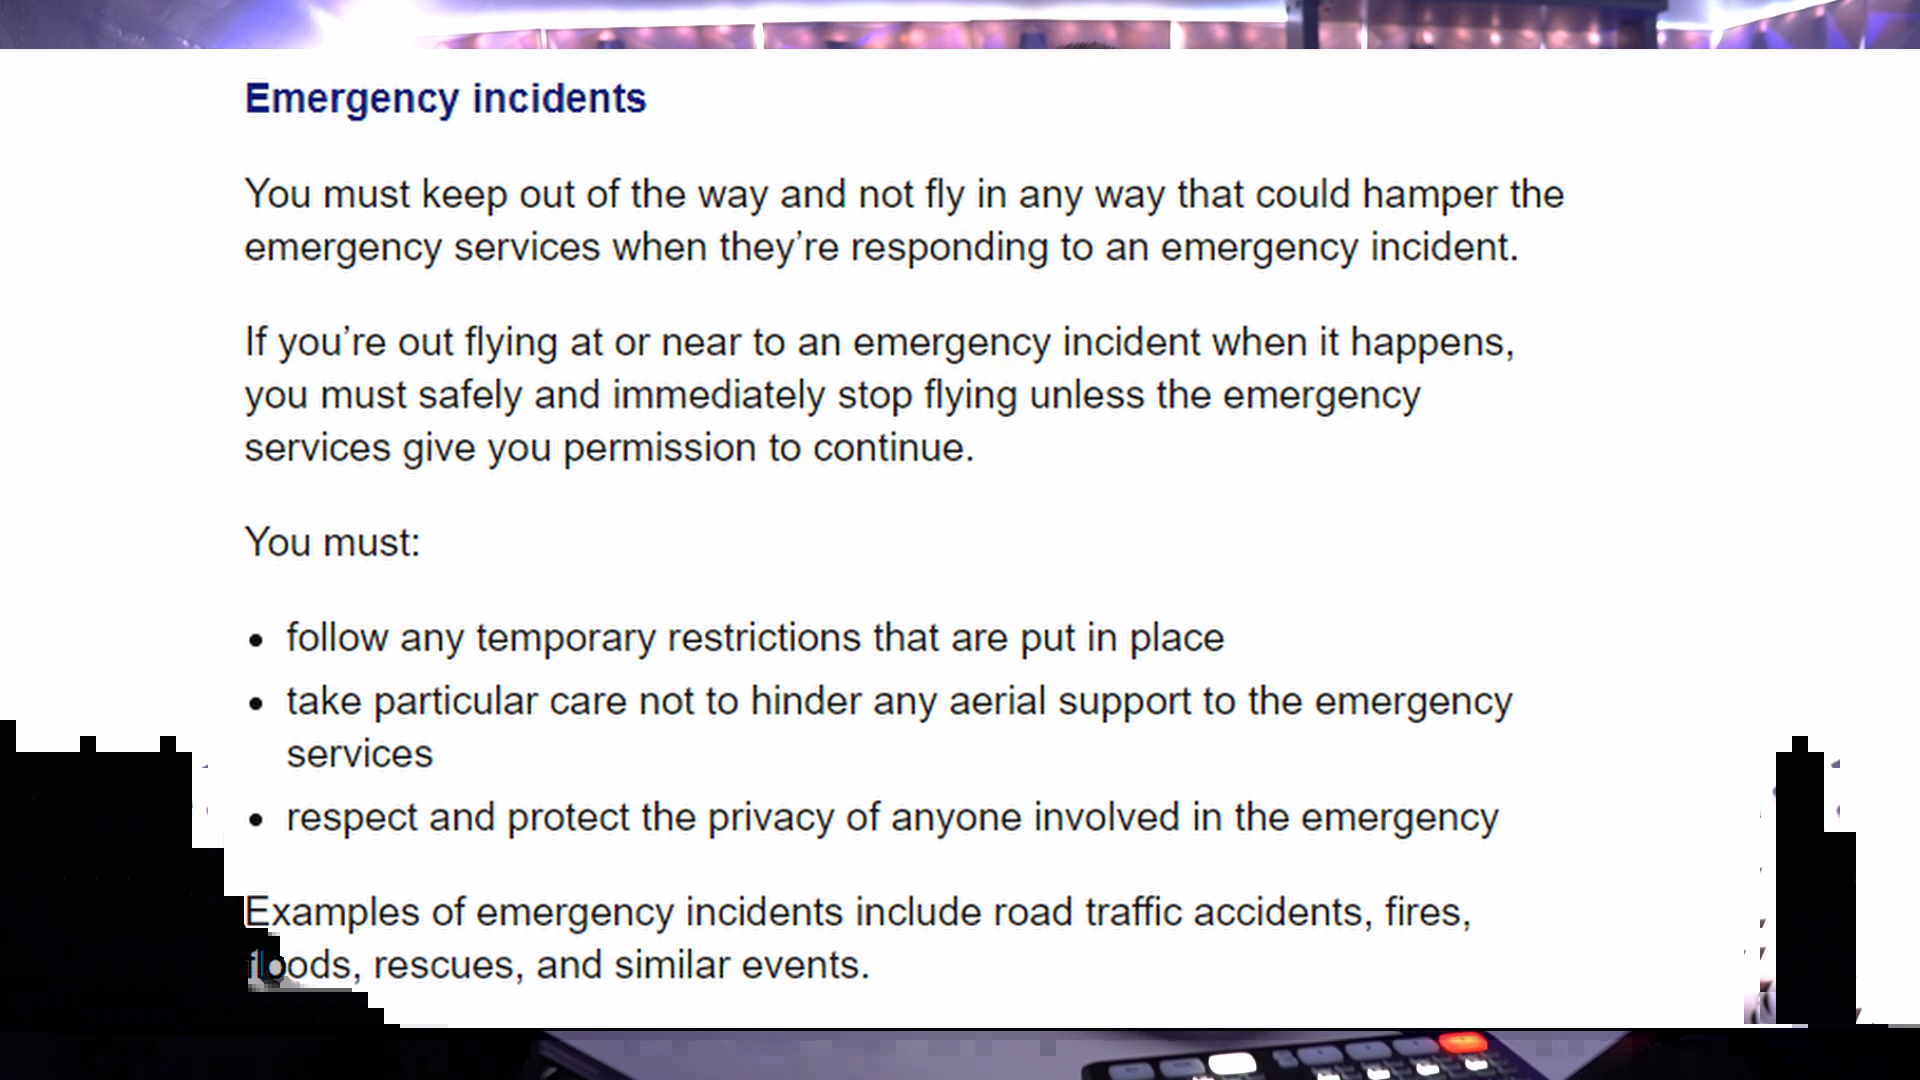 Emergency incidents
You must keep out of the way and not fly in any way that could hamper the
emergency services when they’re responding to an emergency incident.
If you’re out flying at or near to an emergency incident when it happens,
you must safely and immediately stop flying unless the emergency
services give you permission to continue.
You must:
• follow any temporary restrictions that are put in place
• take particular care not to hinder any aerial support to the emergency
services
• respect and protect the privacy of anyone involved in the emergency
Examples of emergency incidents include road traffic accidents, fires,
floods, rescues, and similar events.